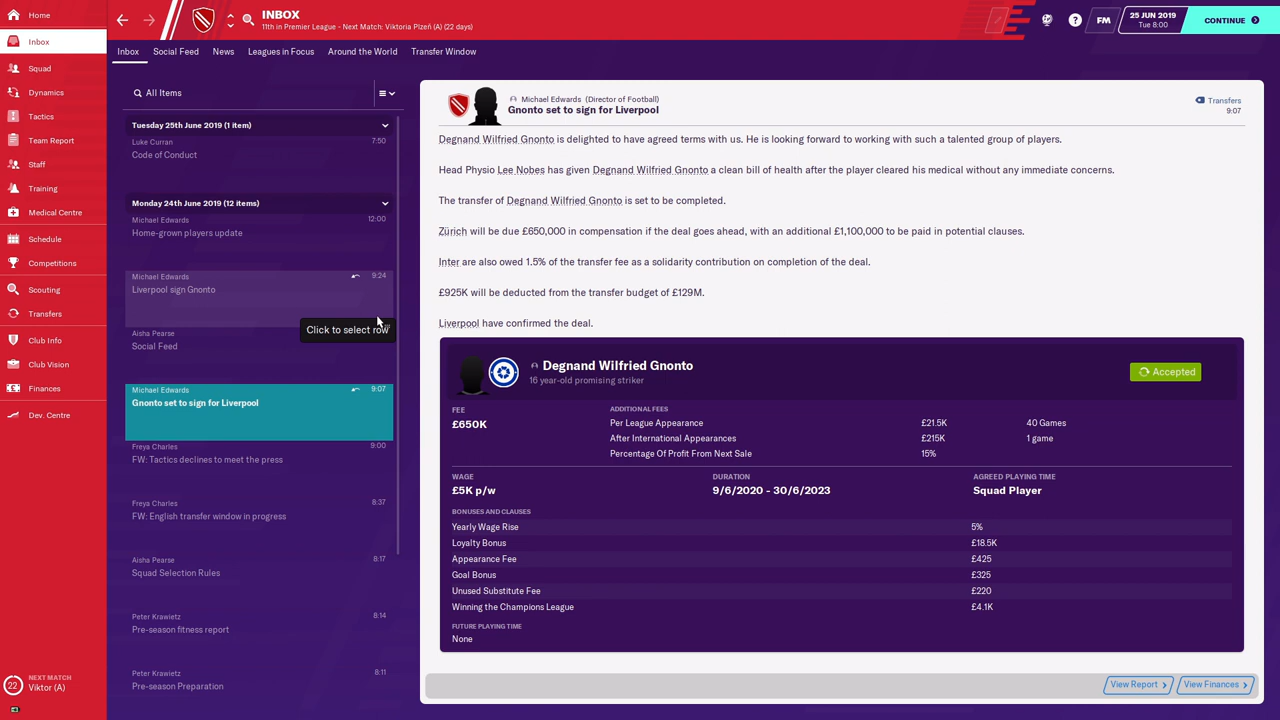 Home
Inbox
Squad
Dynamics
Tactics
Team Report
Staff
Training
Medical Centre
Schedule
Competitions
Scouting
Transfers
Club Info
Club Vision
Finances
Dev. Centre
22
NEXT MATCH
Viktor (A)
INBOX
11th in Premier League - Next Match: Viktoria Plzeň (A) (22 days)
?
FM
25 JUN 2019
Tue 8:00
CONTINUE
Inbox
Social Feed
News
Leagues in Focus
Around the World
Transfer Window
All Items
Tuesday 25th June 2019 (1 item)
Luke Curran 7:50
Code of Conduct
Monday 24th June 2019 (12 items)
Michael Edwards 12:00
Home-grown players update
Michael Edwards 9:24
Liverpool sign Gnonto
Click to select row
Aisha Pearse
Social Feed
Michael Edwards 9:07
Gnonto set to sign for Liverpool
Freya Charles 9:00
FW: Tactics declines to meet the press
Freya Charles 8:37
FW: English transfer window in progress
Aisha Pearse 8:17
Squad Selection Rules
Peter Krawietz 8:14
Pre-season fitness report
Peter Krawietz 8:11
Pre-season Preparation
Michael Edwards (Director of Football)
Gnonto set to sign for Liverpool
Transfers
9:07
Degnand Wilfried Gnonto is delighted to have agreed terms with us. He is looking forward to working with such a talented group of players.
Head Physio Lee Nobes has given Degnand Wilfried Gnonto a clean bill of health after the player cleared his medical without any immediate concerns.
The transfer of Degnand Wilfried Gnonto is set to be completed.
Zürich will be due £650,000 in compensation if the deal goes ahead, with an additional £1,100,000 to be paid in potential clauses.
Inter are also owed 1.5% of the transfer fee as a solidarity contribution on completion of the deal.
£925K will be deducted from the transfer budget of £129M.
Liverpool have confirmed the deal.
Degnand Wilfried Gnonto
16 year-old promising striker
Accepted
FEE
£650K
ADDITIONAL FEES
Per League Appearance £21.5K 40 Games
After International Appearances £215K 1 game
Percentage Of Profit From Next Sale 15%
WAGE
£5K p/w
DURATION
9/6/2020 - 30/6/2023
AGREED PLAYING TIME
Squad Player
BONUSES AND CLAUSES
Yearly Wage Rise 5%
Loyalty Bonus £18.5K
Appearance Fee £425
Goal Bonus £325
Unused Substitute Fee £220
Winning the Champions League £4.1K
FUTURE PLAYING TIME
None
View Report
View Finances